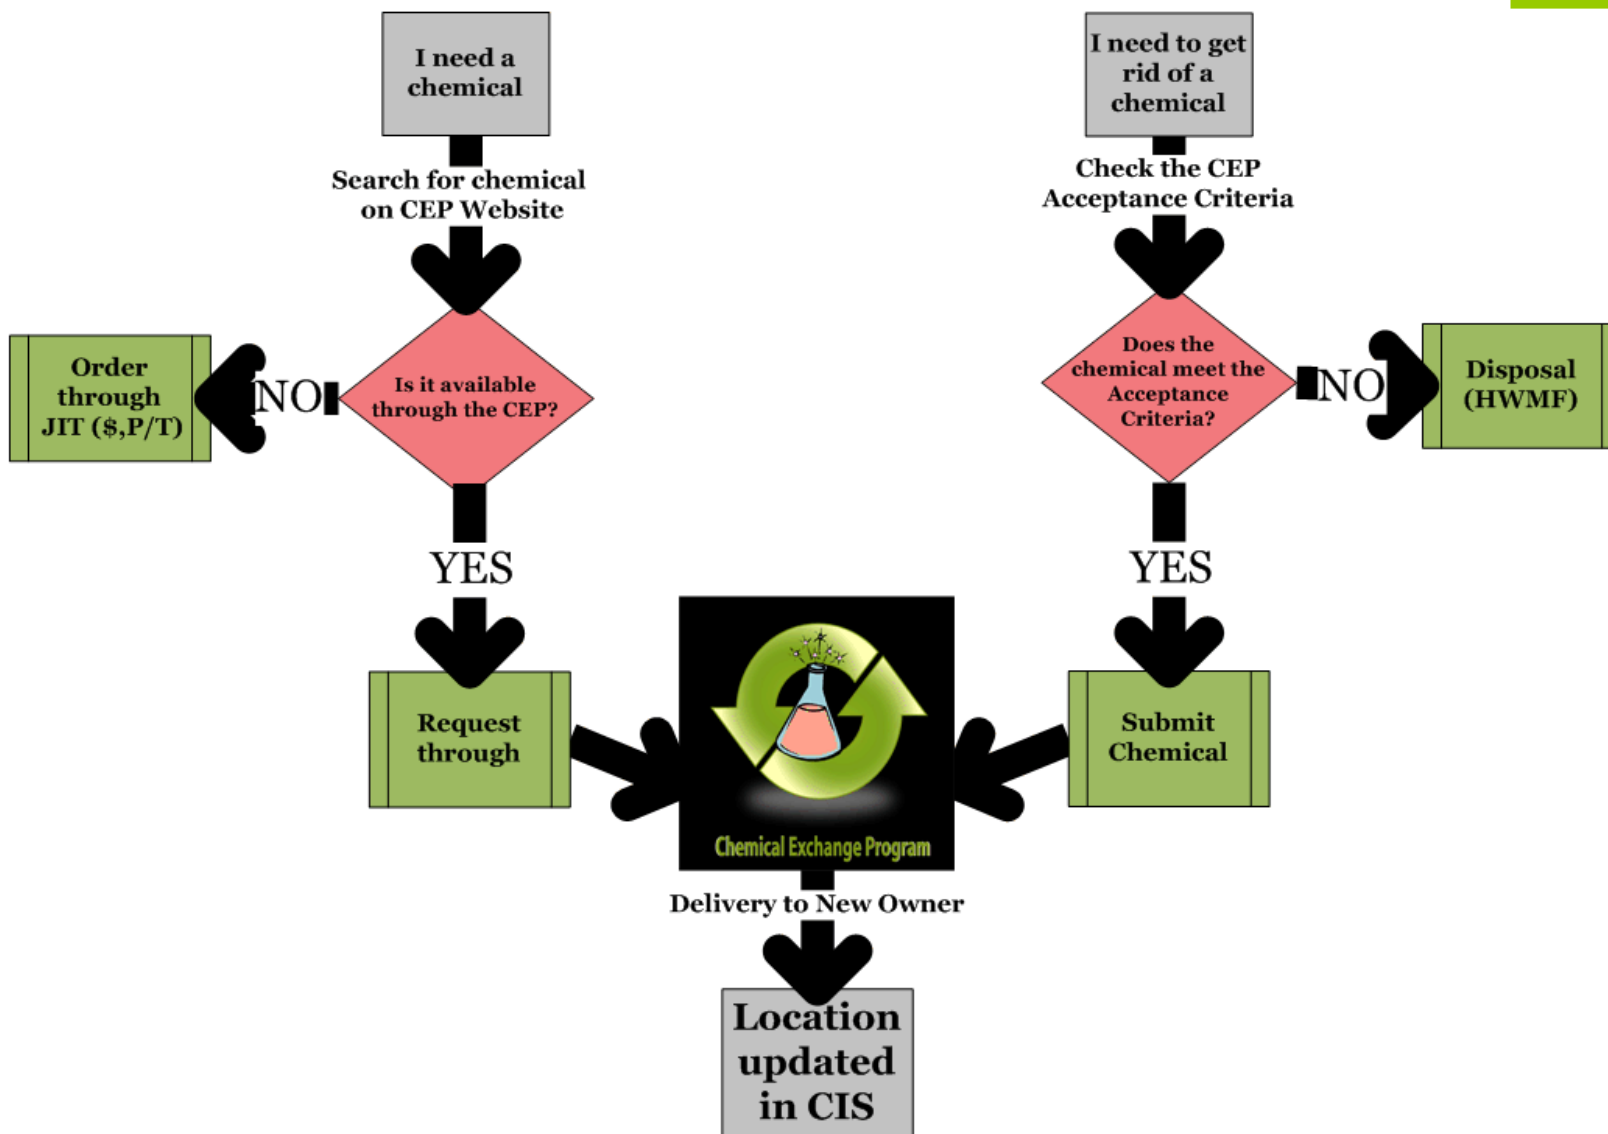 I need a
chemical
Search for chemical
on CEP Website
Is it available
through the CEP?
NO
Order
through
JIT ($,P/T)
YES
Request
through
I need to get
rid of a
chemical
Check the CEP
Acceptance Criteria
Does the
chemical meet the
Acceptance
Criteria?
NO
Disposal
(HWMF)
YES
Submit
Chemical
Chemical Exchange Program
Delivery to New Owner
Location
updated
in CIS